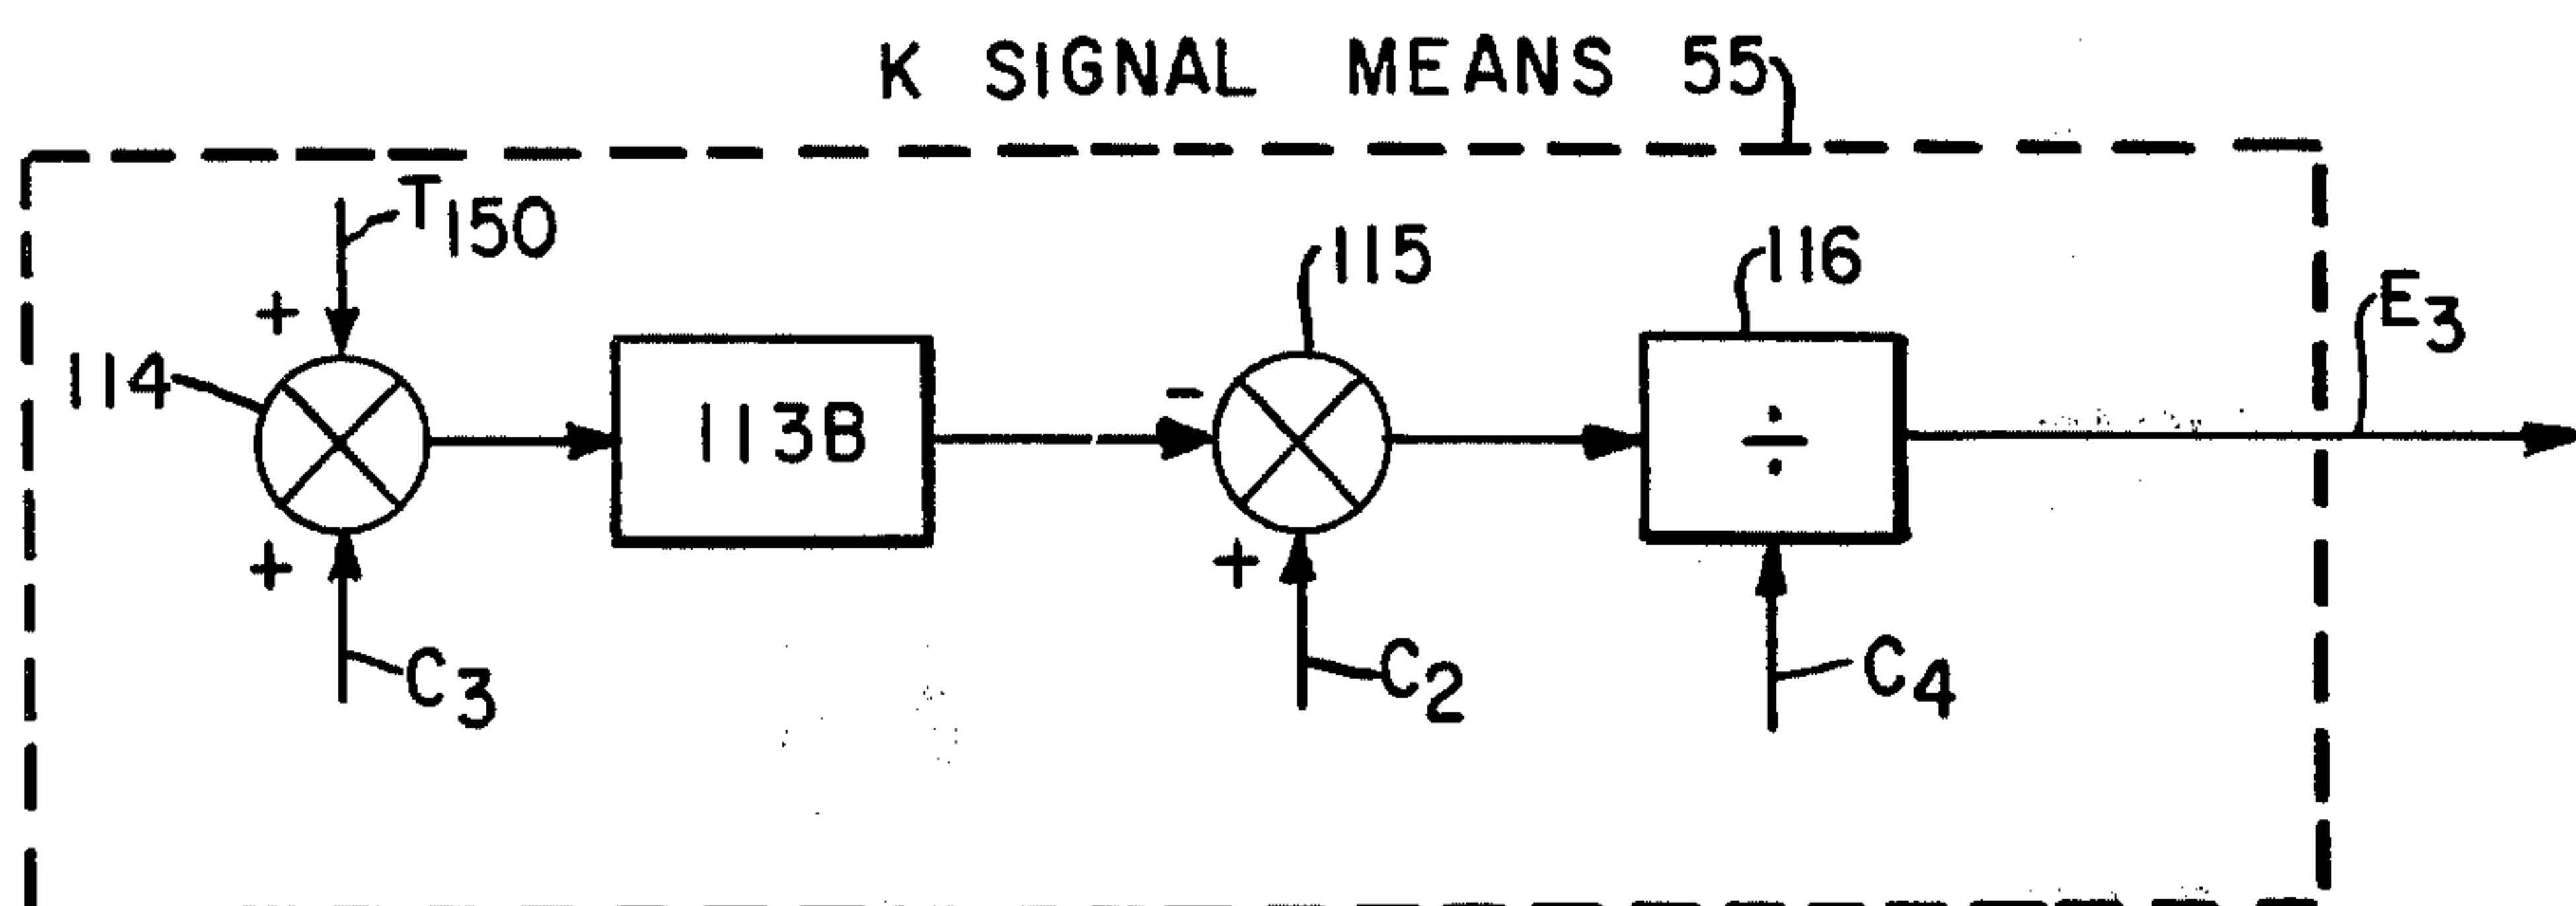 K SIGNAL MEANS 55
T150
+
114
+
C3
113B
115
-
+
C2
116
÷
C4
E3